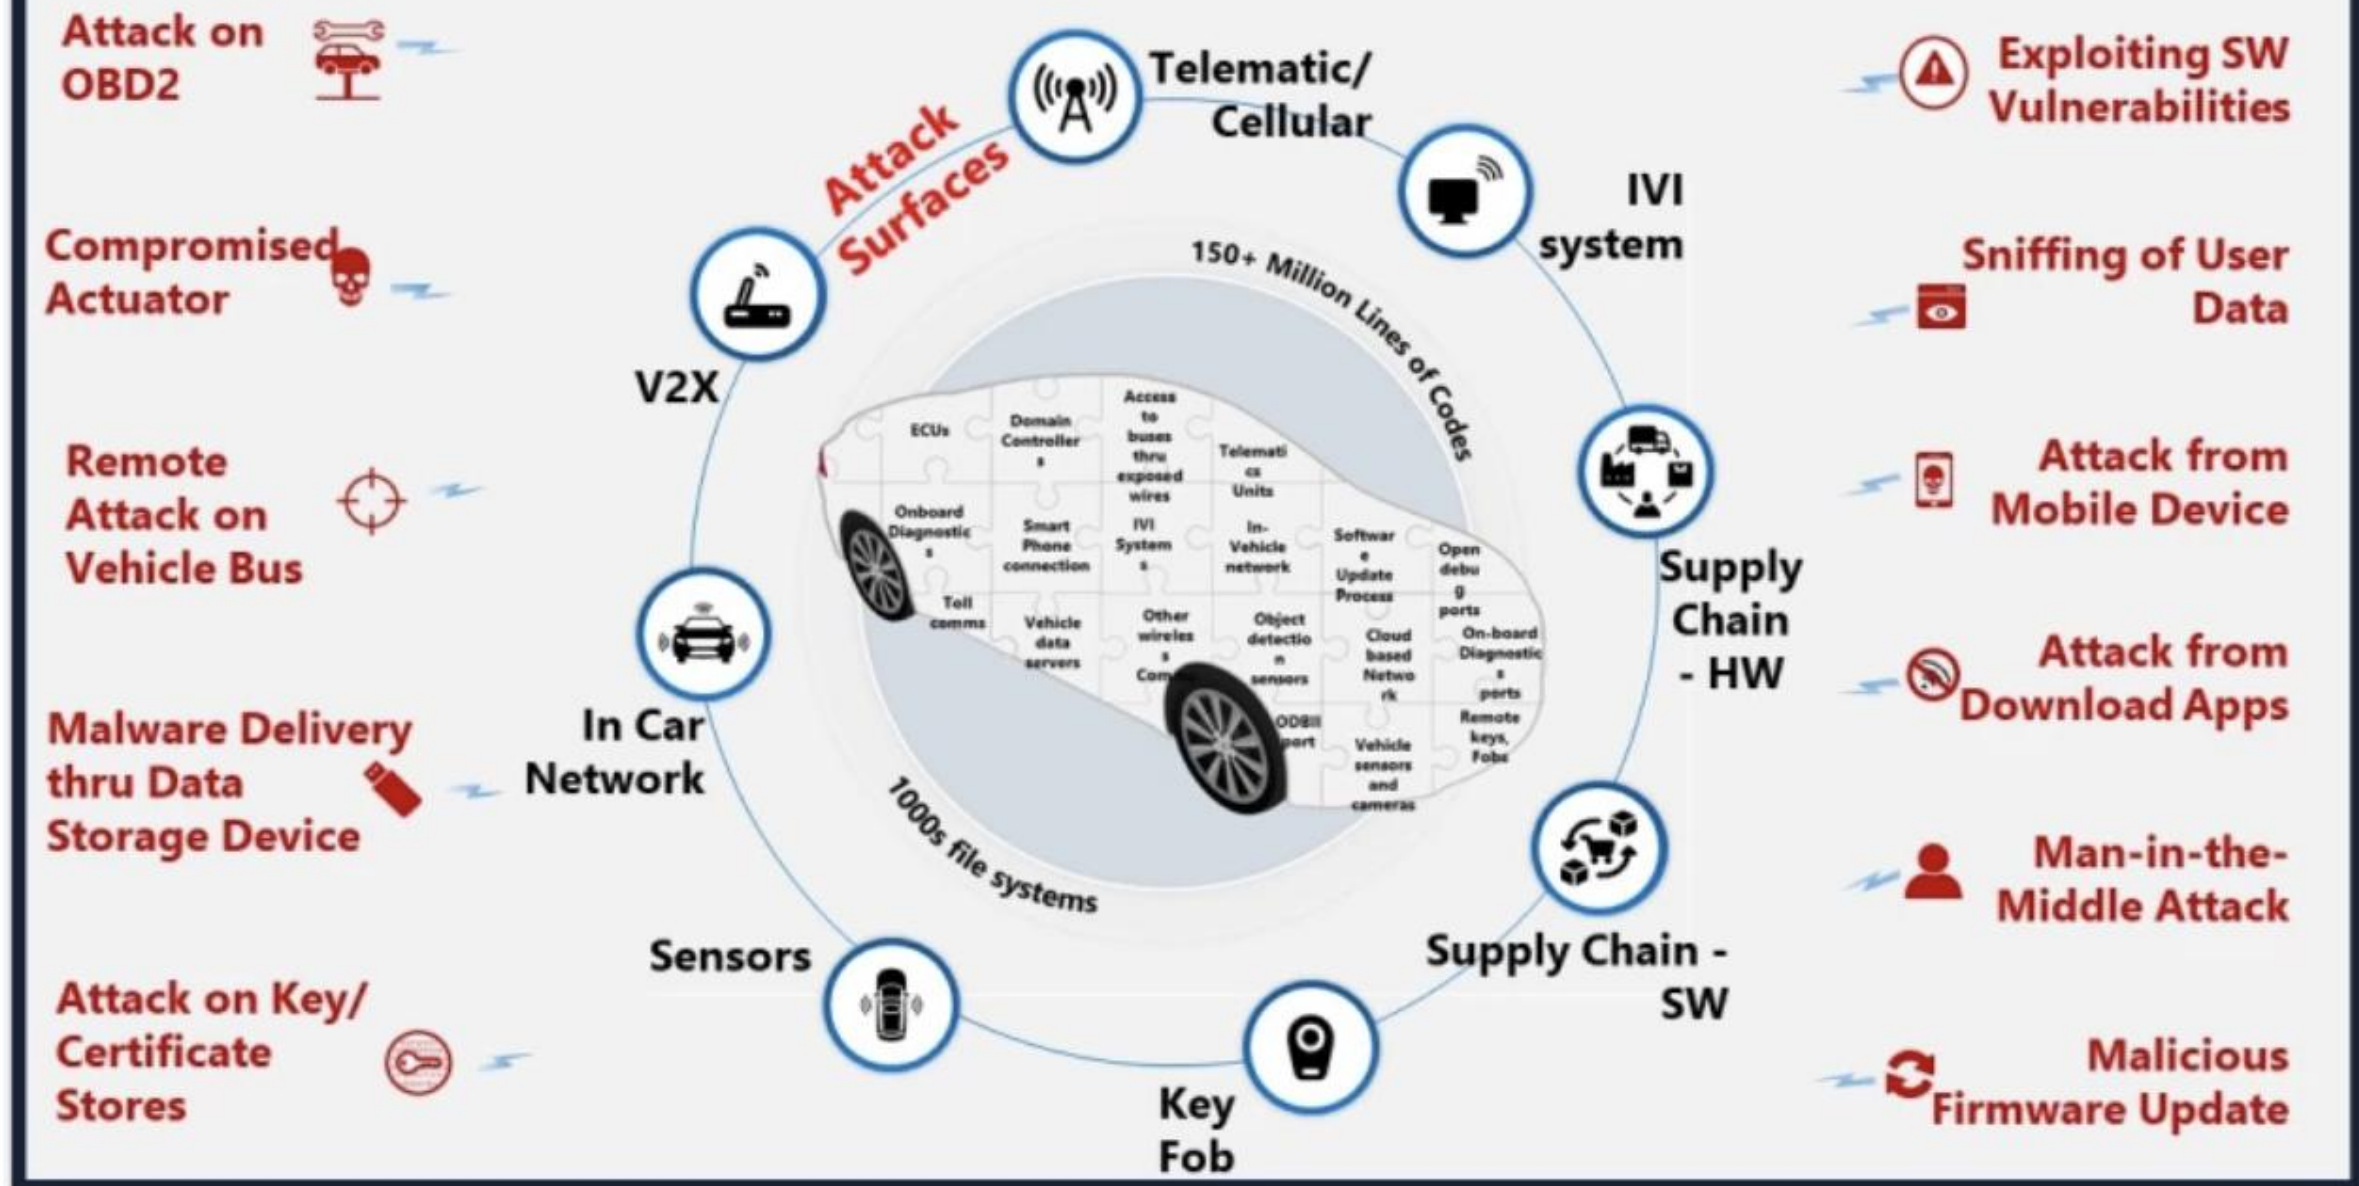 Attack on
OBD2
Compromised
Actuator
Remote
Attack on
Vehicle Bus
Malware Delivery
thru Data
Storage Device
Attack on Key/
Certificate
Stores
Attack
Surfaces
Telematic/
Cellular
IVI
system
Supply
Chain
- HW
Supply Chain -
SW
Key
Fob
Sensors
In Car
Network
V2X
150+ Million Lines of Codes
1000s file systems
ECUs
Domain
Controller
s
Access
to
buses
thru
exposed
wires
Telemati
cs
Units
Onboard
Diagnostic
s
Smart
Phone
connection
IVI
System
s
In-
Vehicle
network
Softwar
e
Update
Process
Open
debu
g
ports
Toll
comms
Vehicle
data
servers
Other
wireles
s
Object
detectio
n
sensors
Cloud
based
Netwo
rk
On-board
Diagnostic
s
ports
ODBII
port
Vehicle
sensors
and
cameras
Remote
keys,
Fobs
Exploiting SW
Vulnerabilities
Sniffing of User
Data
Attack from
Mobile Device
Attack from
Download Apps
Man-in-the-
Middle Attack
Malicious
Firmware Update